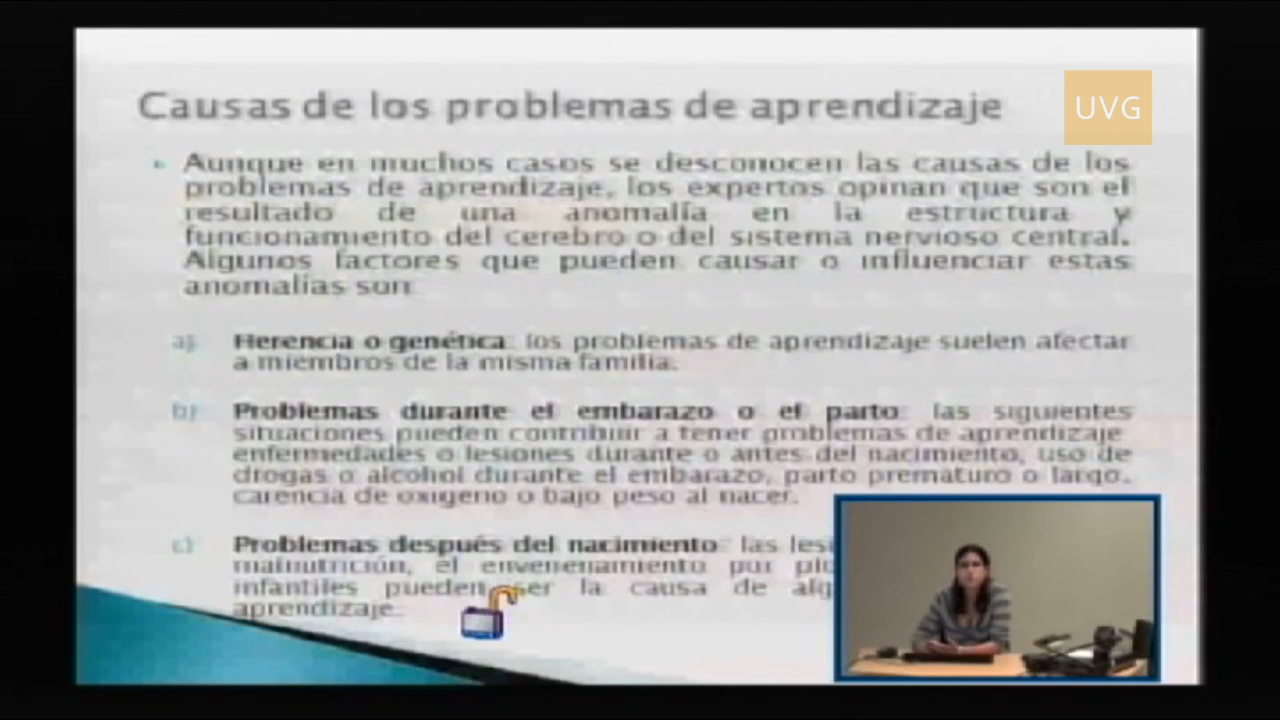 Causas de los problemas de aprendizaje
UVG
Aunque en muchos casos se desconocen las causas de los
problemas de aprendizaje, los expertos opinan que son el
resultado de una anomalía en la estructura y
funcionamiento del cerebro o del sistema nervioso central.
Algunos factores que pueden causar o influenciar estas
anomalías son:
a) Herencia o genética: los problemas de aprendizaje suelen afectar
a miembros de la misma familia.
b) Problemas durante el embarazo o el parto: las siguientes
situaciones pueden contribuir a tener problemas de aprendizaje:
enfermedades o lesiones durante o antes del nacimiento, uso de
drogas o alcohol durante el embarazo, parto prematuro o largo,
carencia de oxígeno o bajo peso al nacer.
c) Problemas después del nacimiento: las
malnutrición, el envenenamiento por
infantiles pueden ser la causa de
aprendizaje.